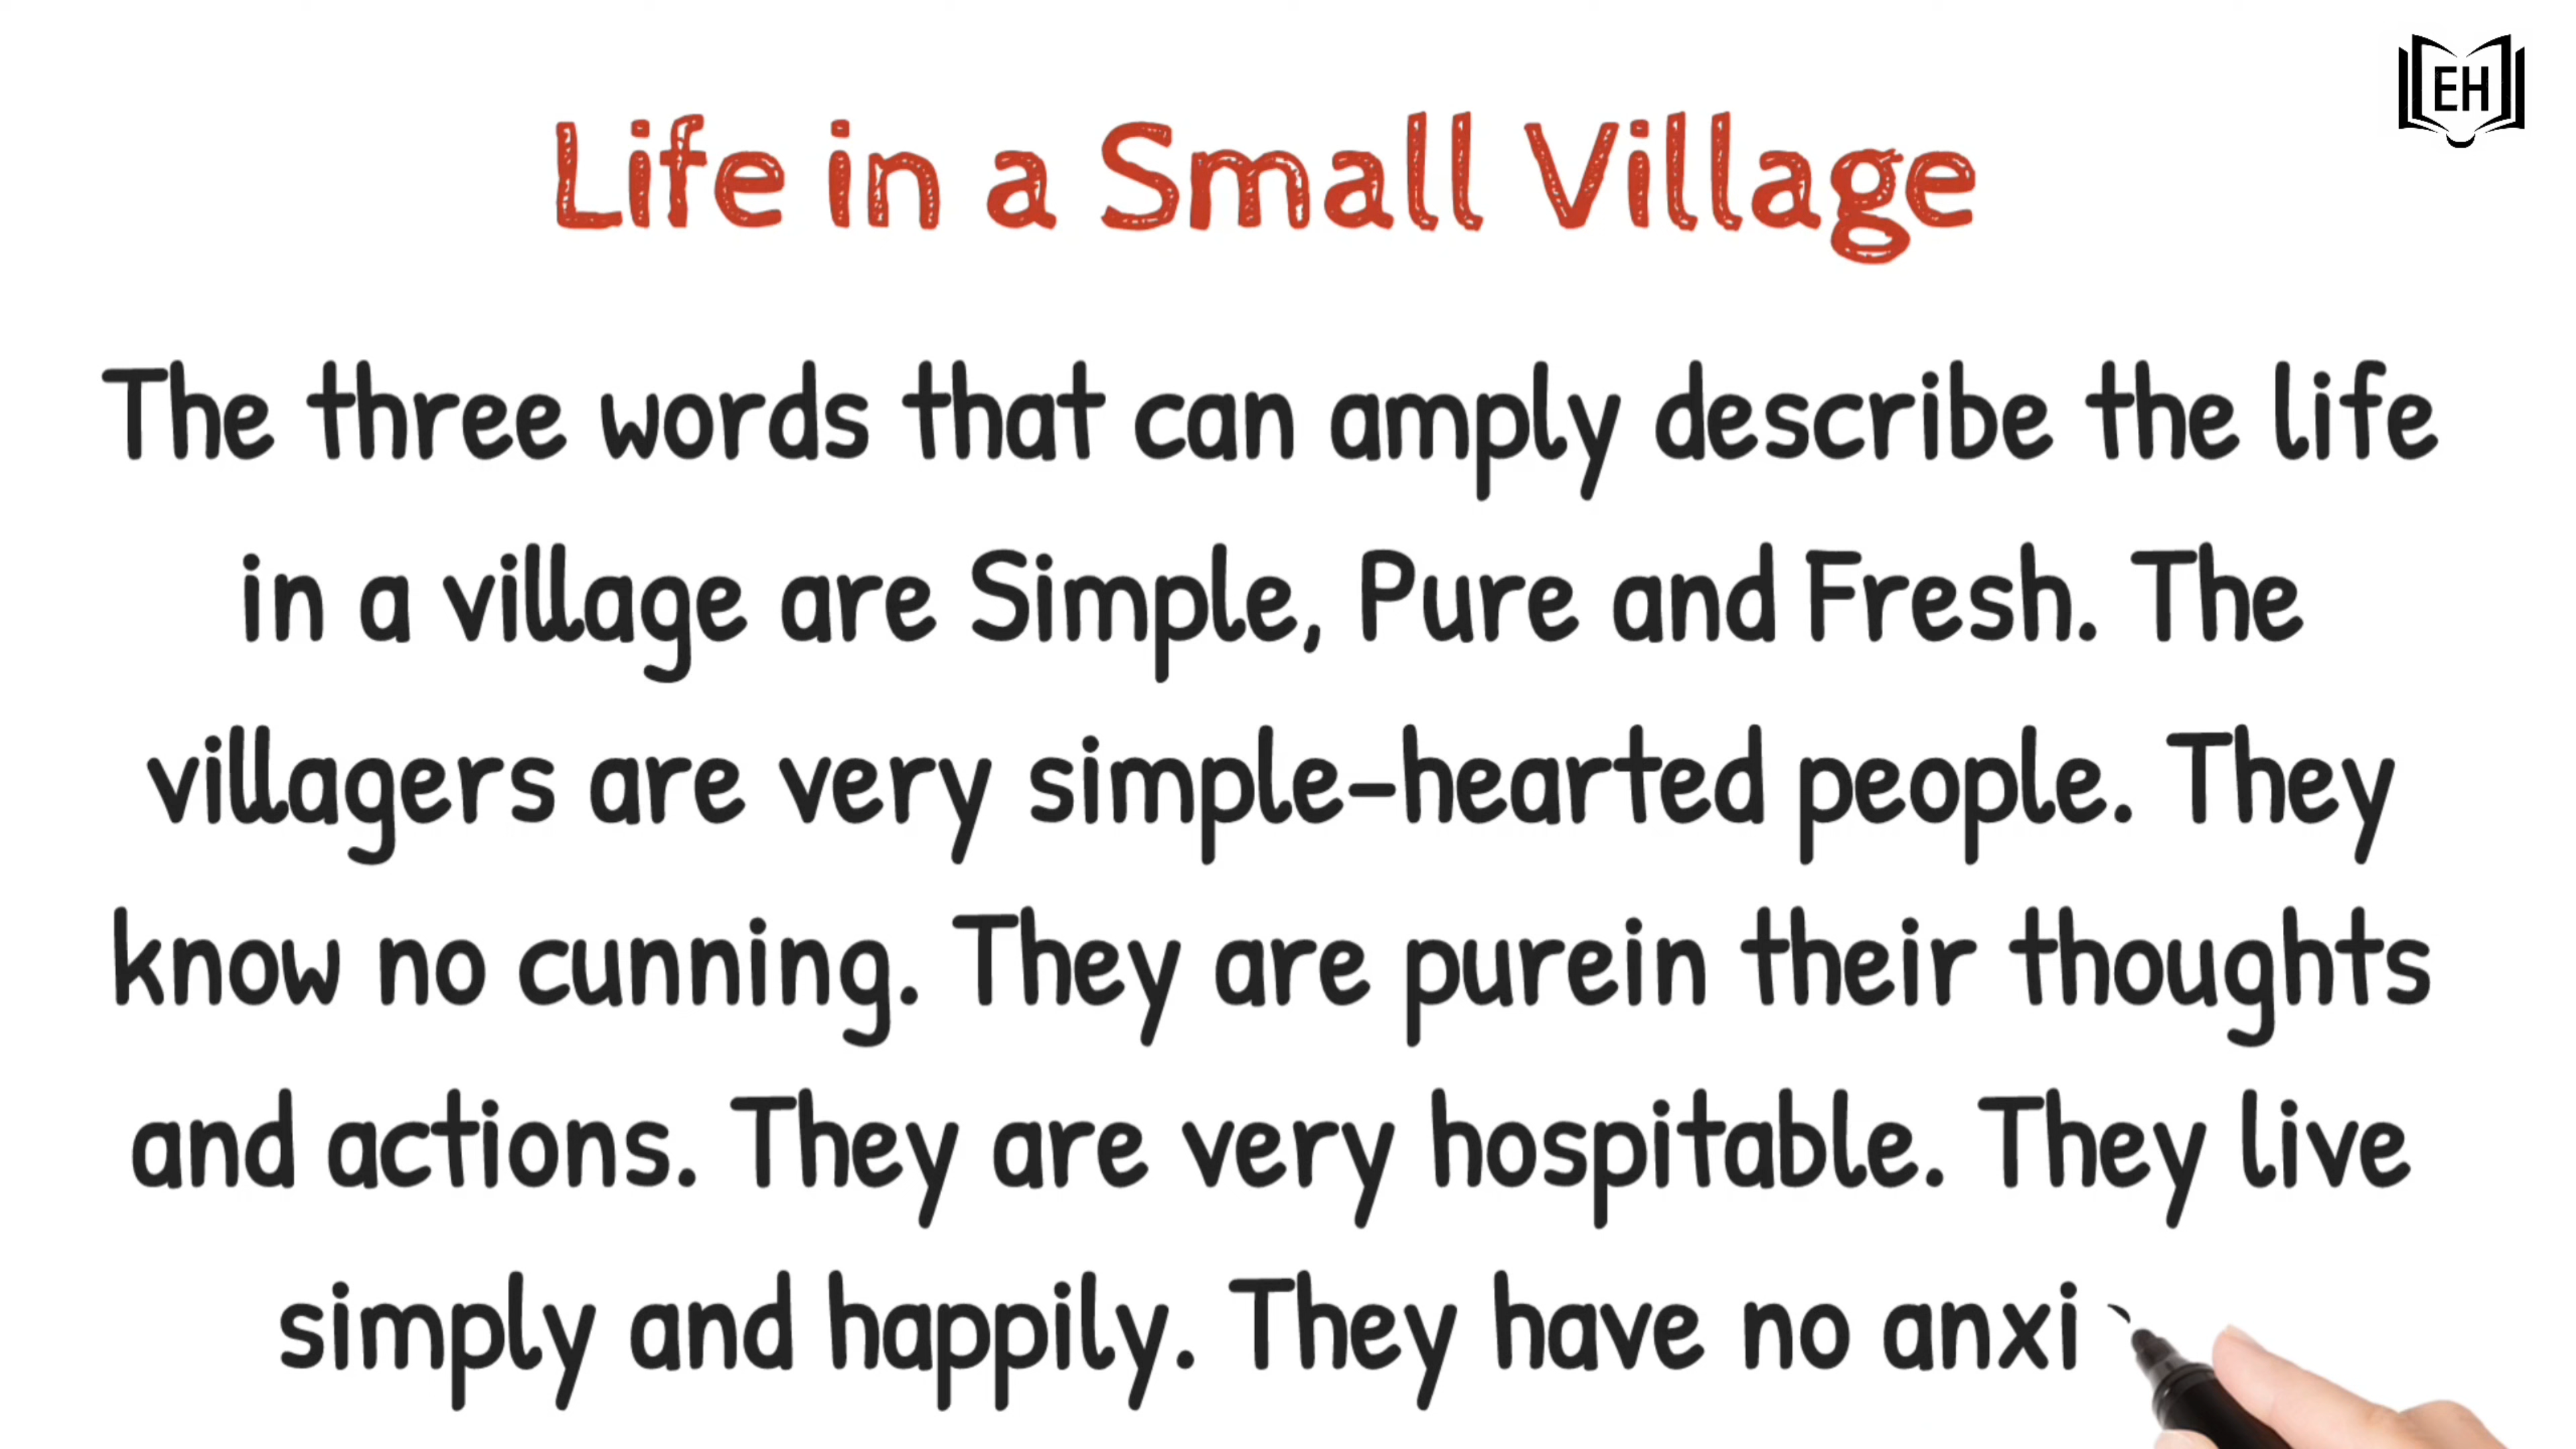 EH
Life in a Small Village
The three words that can amply describe the life
in a village are Simple, Pure and Fresh. The
villagers are very simple-hearted people. They
know no cunning. They are purein their thoughts
and actions. They are very hospitable. They live
simply and happily. They have no anxi